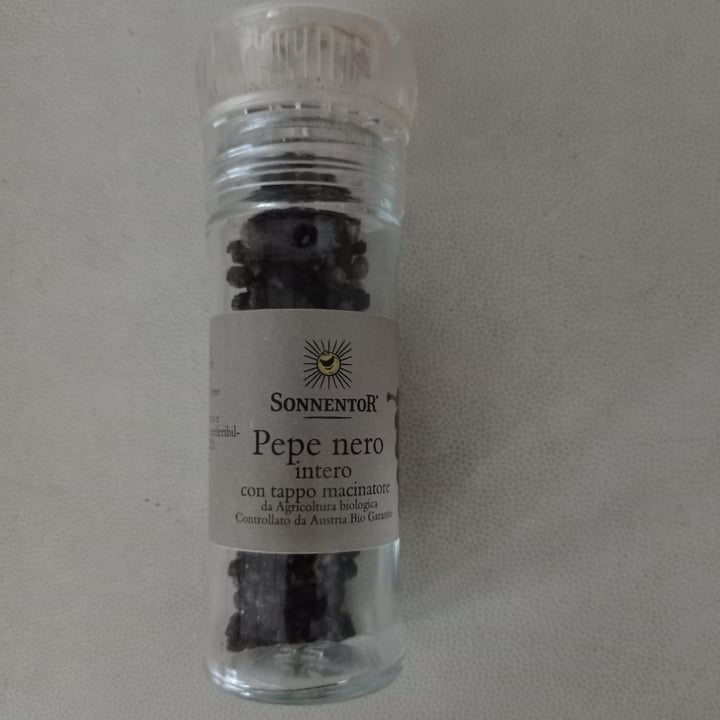 SONNENTOR
Pepe nero
intero
con tappo macinatore
da Agricoltura biologica
Controllato da Austria Bio Garantie